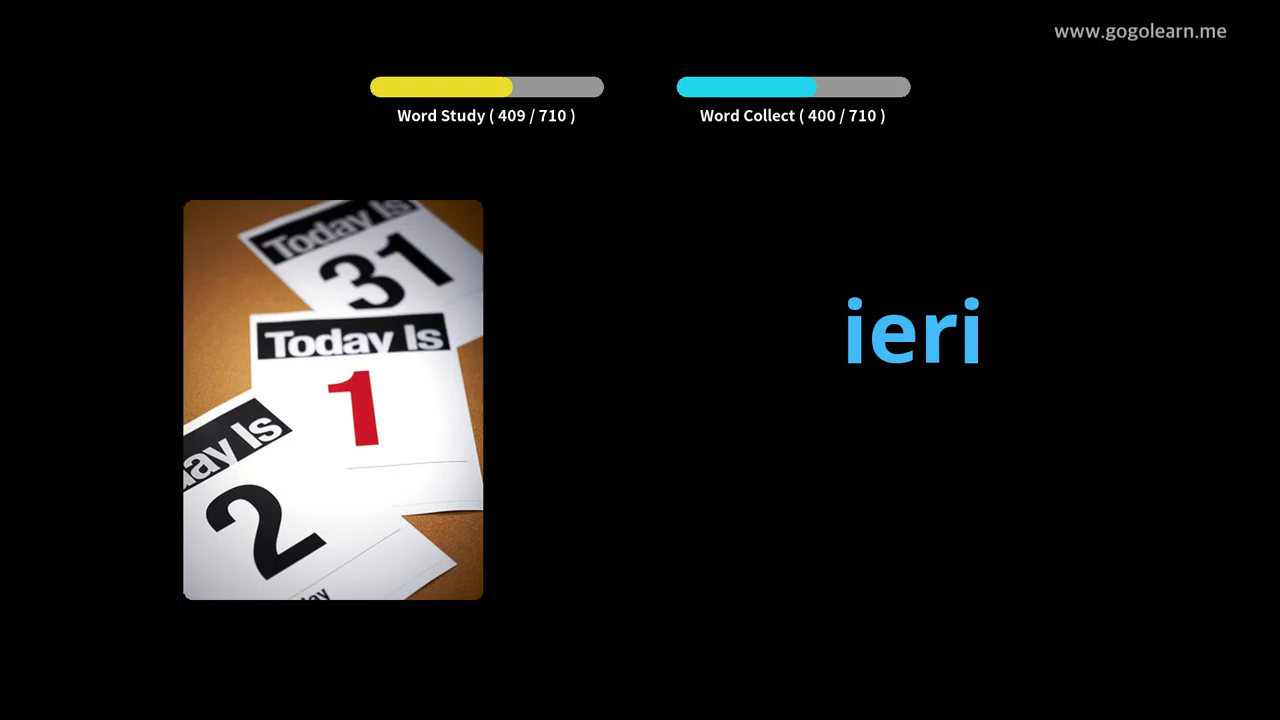 www.gogolearn.me
Word Study ( 409 / 710 )
Word Collect ( 400 / 710 )
Today Is
31
Today Is
1
ay Is
2
ay
ieri